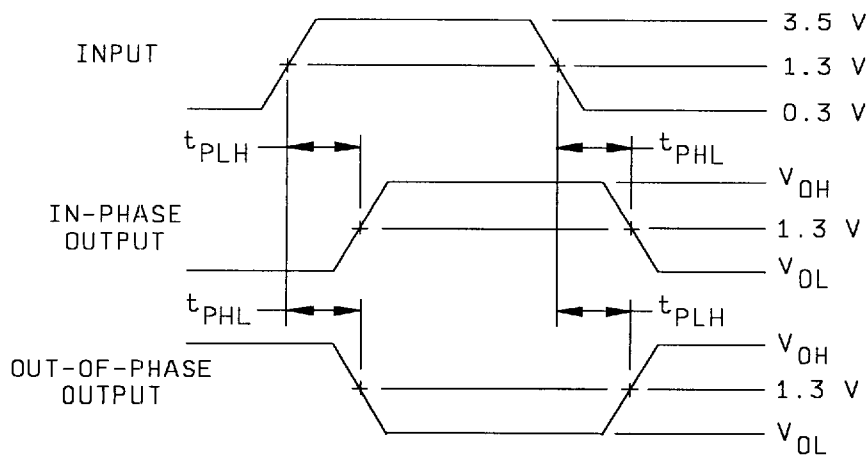 INPUT
3.5 V
1.3 V
0.3 V
tPLH
tPHL
IN-PHASE
OUTPUT
VOH
1.3 V
VOL
tPHL
tPLH
OUT-OF-PHASE
OUTPUT
VOH
1.3 V
VOL